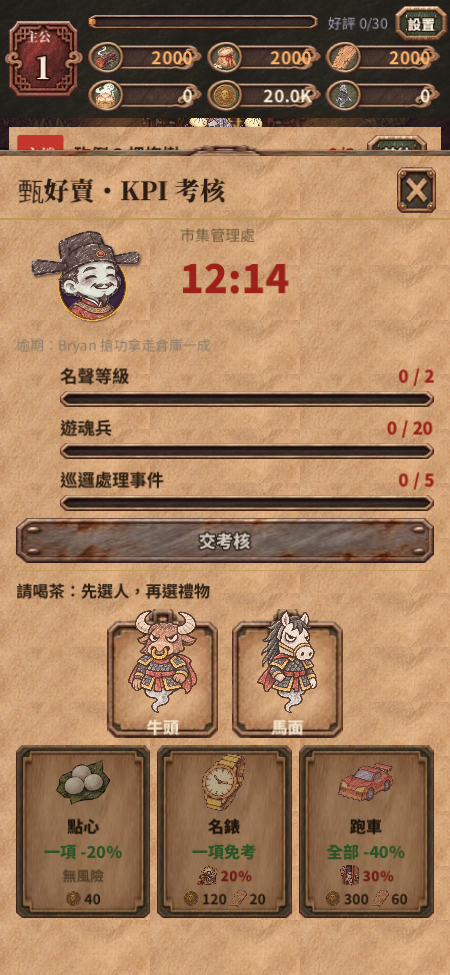 主公
1
好評 0/30
設置
2000
2000
2000
0
20.0K
0
甄好賣・KPI 考核
市集管理處
12:14
逾期：Bryan 搶功拿走倉庫一成
名聲等級
0 / 2
遊魂兵
0 / 20
巡邏處理事件
0 / 5
交考核
請喝茶：先選人，再選禮物
牛頭
馬面
點心
一項 -20%
無風險
40
名錶
一項免考
20%
120
20
跑車
全部 -40%
30%
300
60